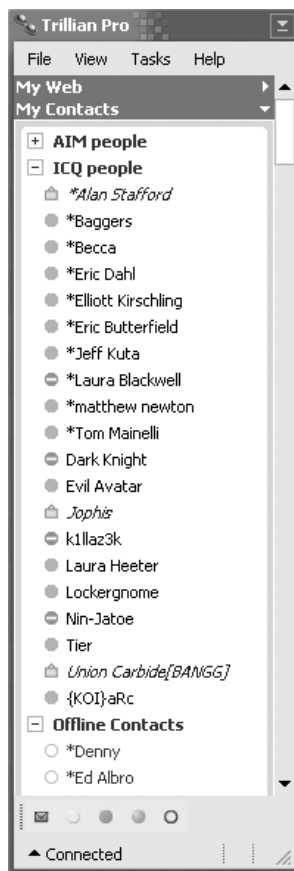 Trillian Pro
File View Tasks Help
My Web
My Contacts
AIM people
ICQ people
*Alan Stafford
*Baggers
*Becca
*Eric Dahl
*Elliott Kirschling
*Eric Butterfield
*Jeff Kuta
*Laura Blackwell
*matthew newton
*Tom Mainelli
Dark Knight
Evil Avatar
Jophis
k1llaz3k
Laura Heeter
Lockergnome
Nin-Jatoe
Tier
Union Carbide[BANGG]
{KOI}-aRc
Offline Contacts
*Denny
*Ed Albro
Connected